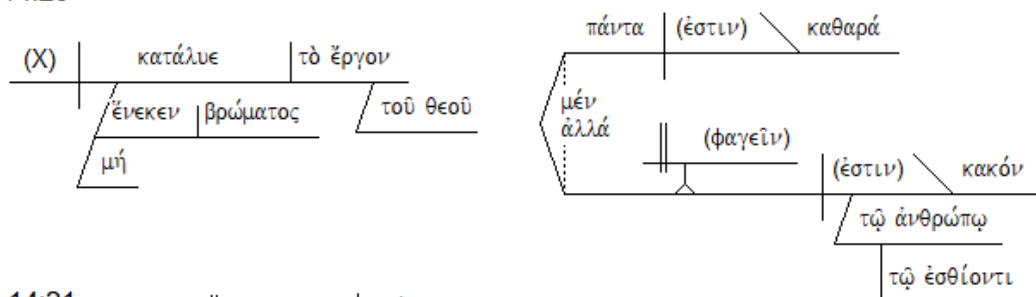 (X) κατάλυε τὸ ἔργον
ἕνεκεν βρώματος τοῦ θεοῦ
μή
πάντα (ἐστιν) καθαρά
μέν
ἀλλά
(φαγεῖν)
(ἐστιν) κακόν
τῷ ἀνθρώπῳ
τῷ ἐσθίοντι